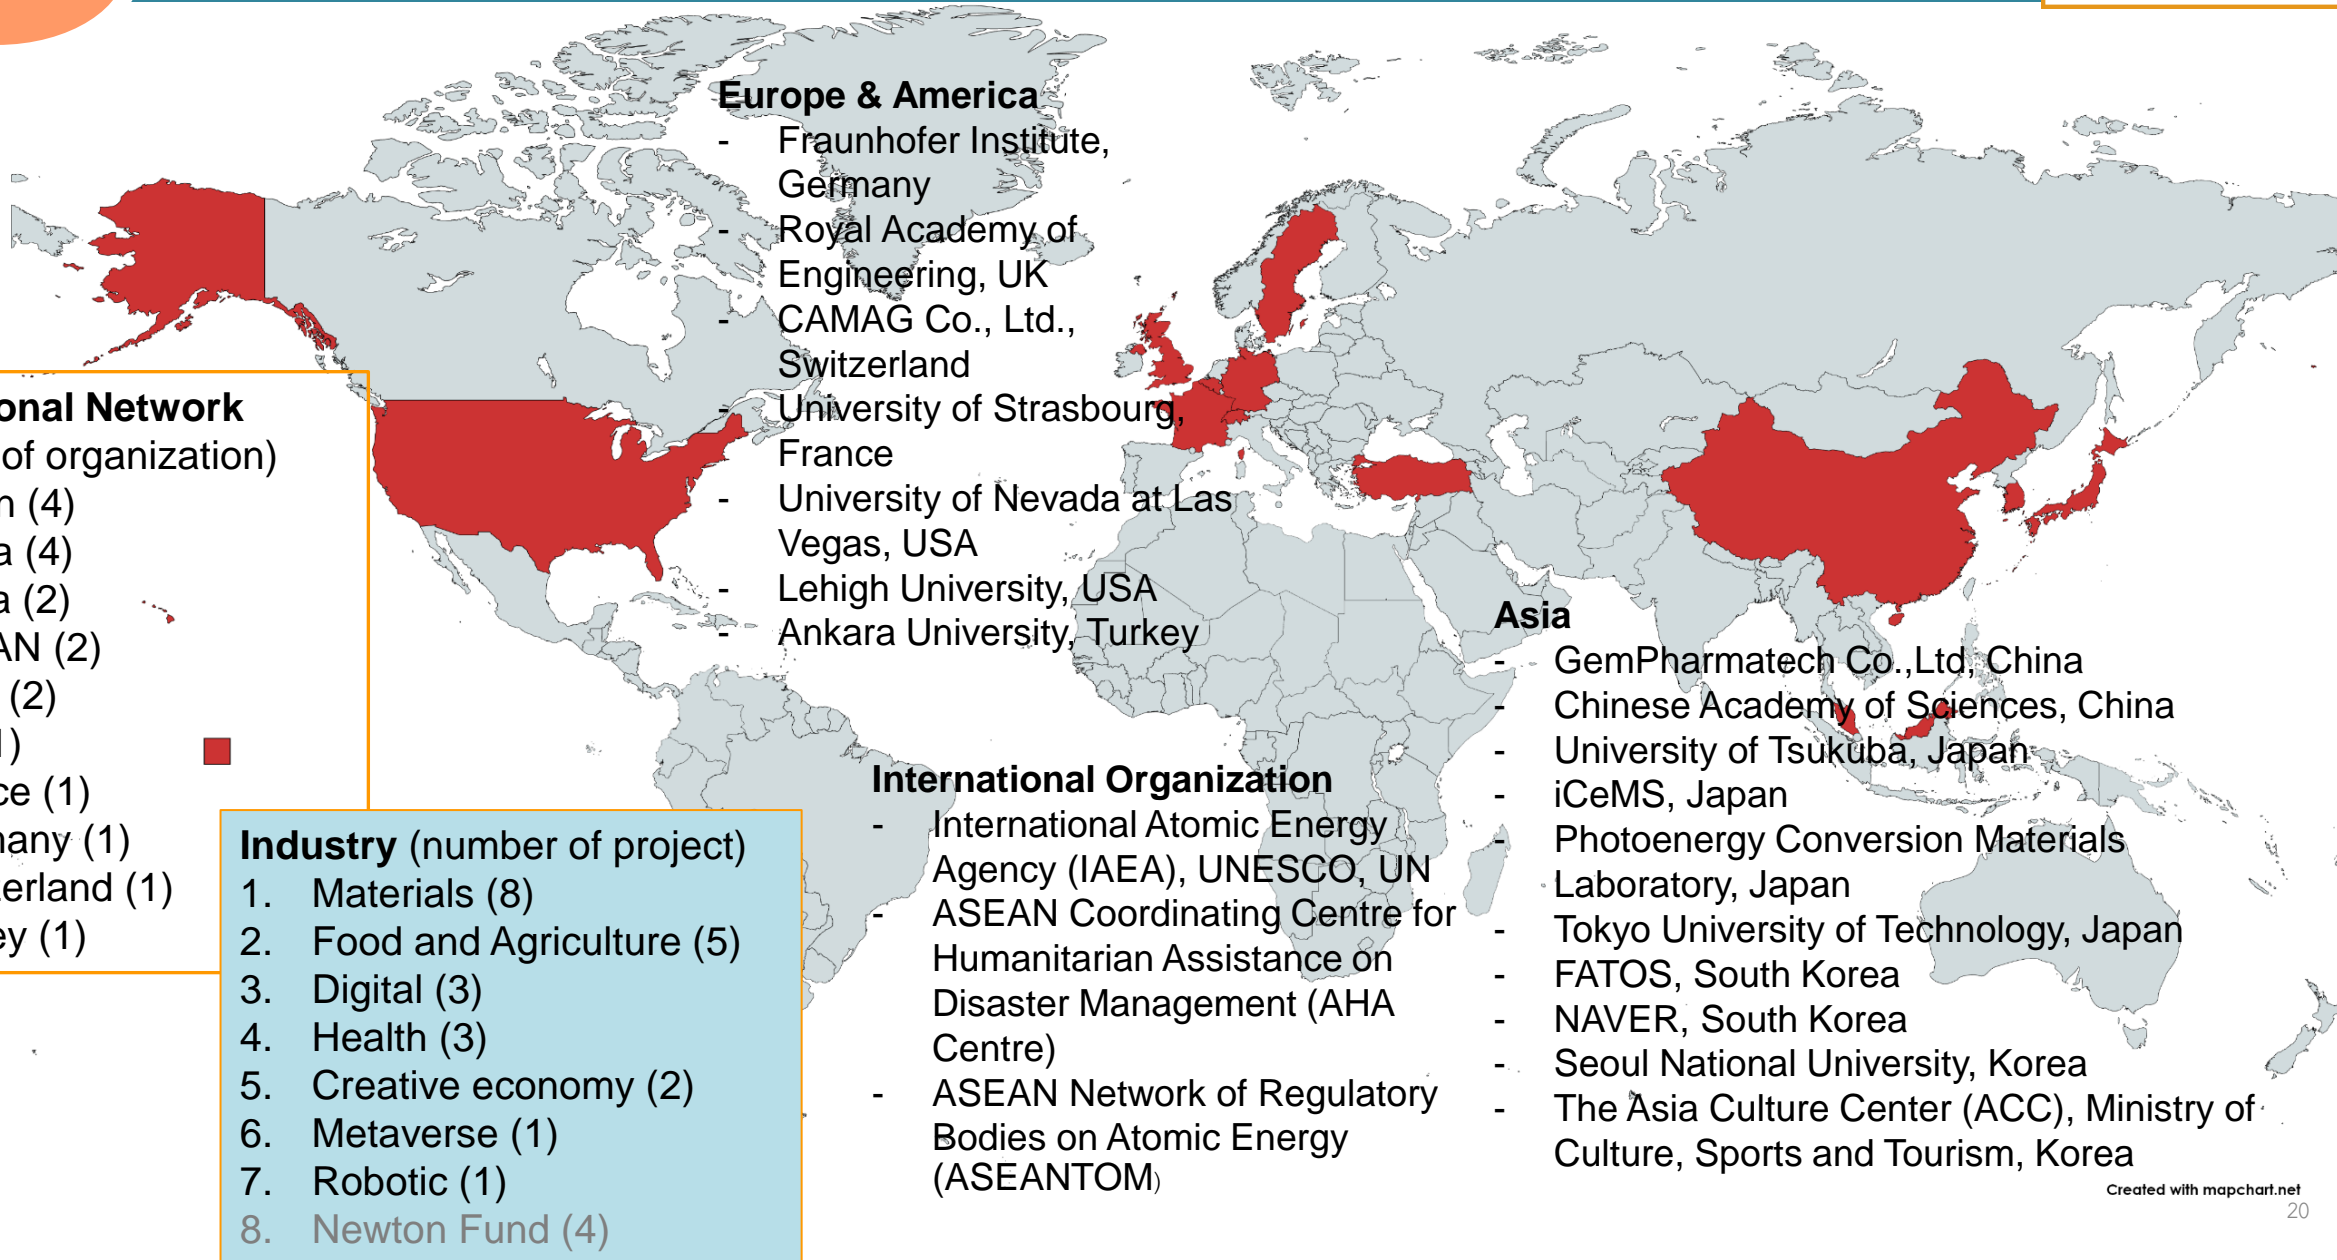 Europe & America
- Fraunhofer Institute,
Germany
- Royal Academy of
Engineering, UK
- CAMAG Co., Ltd.,
Switzerland
- University of Strasbourg,
France
- University of Nevada at Las
Vegas, USA
- Lehigh University, USA
- Ankara University, Turkey
onal Network
of organization)
n (4)
a (4)
a (2)
AN (2)
(2)
1)
ce (1)
nany (1)
erland (1)
ey (1)
Industry (number of project)
1. Materials (8)
2. Food and Agriculture (5)
3. Digital (3)
4. Health (3)
5. Creative economy (2)
6. Metaverse (1)
7. Robotic (1)
8. Newton Fund (4)
International Organization
- International Atomic Energy
Agency (IAEA), UNESCO, UN
- ASEAN Coordinating Centre for
Humanitarian Assistance on
Disaster Management (AHA
Centre)
- ASEAN Network of Regulatory
Bodies on Atomic Energy
(ASEANTOM)
Asia
- GemPharmatech Co.,Ltd, China
- Chinese Academy of Sciences, China
- University of Tsukuba, Japan
- iCeMS, Japan
- Photoenergy Conversion Materials
Laboratory, Japan
- Tokyo University of Technology, Japan
- FATOS, South Korea
- NAVER, South Korea
- Seoul National University, Korea
- The Asia Culture Center (ACC), Ministry of
Culture, Sports and Tourism, Korea
Created with mapchart.net
20